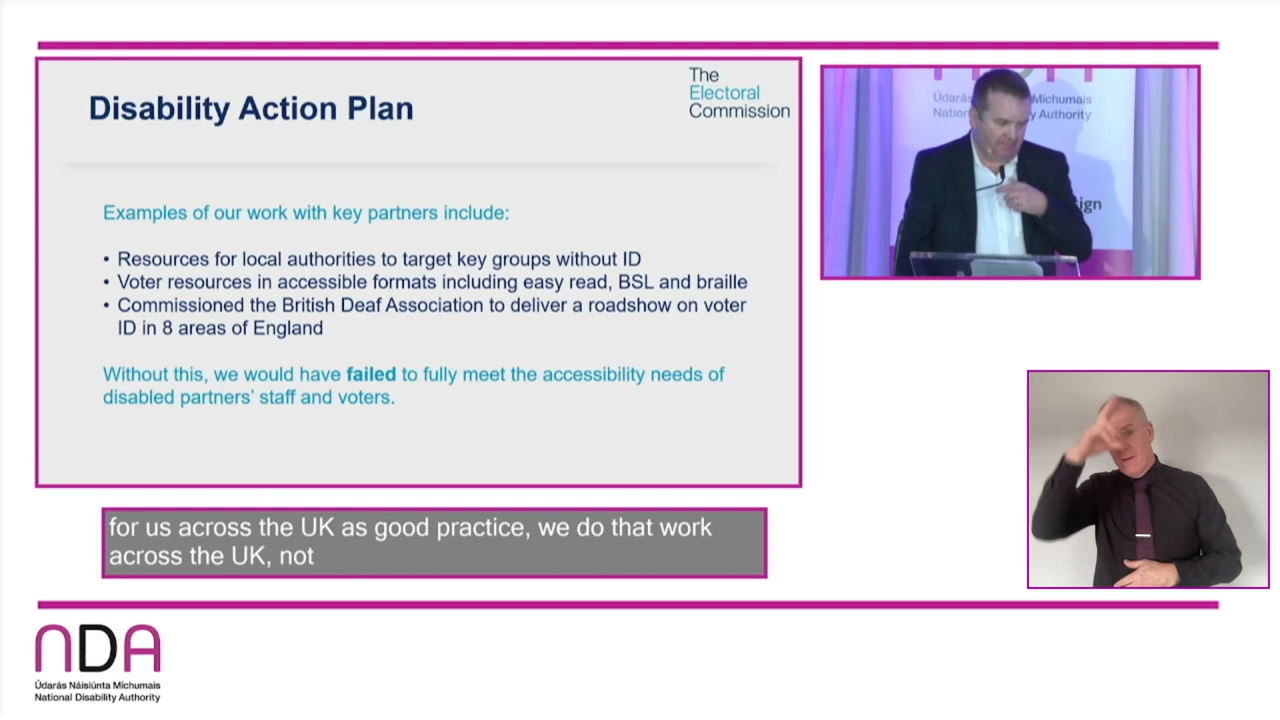 The
Electoral
Commission
Disability Action Plan
Examples of our work with key partners include:
• Resources for local authorities to target key groups without ID
• Voter resources in accessible formats including easy read, BSL and braille
• Commissioned the British Deaf Association to deliver a roadshow on voter
ID in 8 areas of England
Without this, we would have failed to fully meet the accessibility needs of
disabled partners' staff and voters.
Údarás Míchumais
Authority
for us across the UK as good practice, we do that work
across the UK, not
NDA
Údarás Náisiúnta Míchumais
National Disability Authority